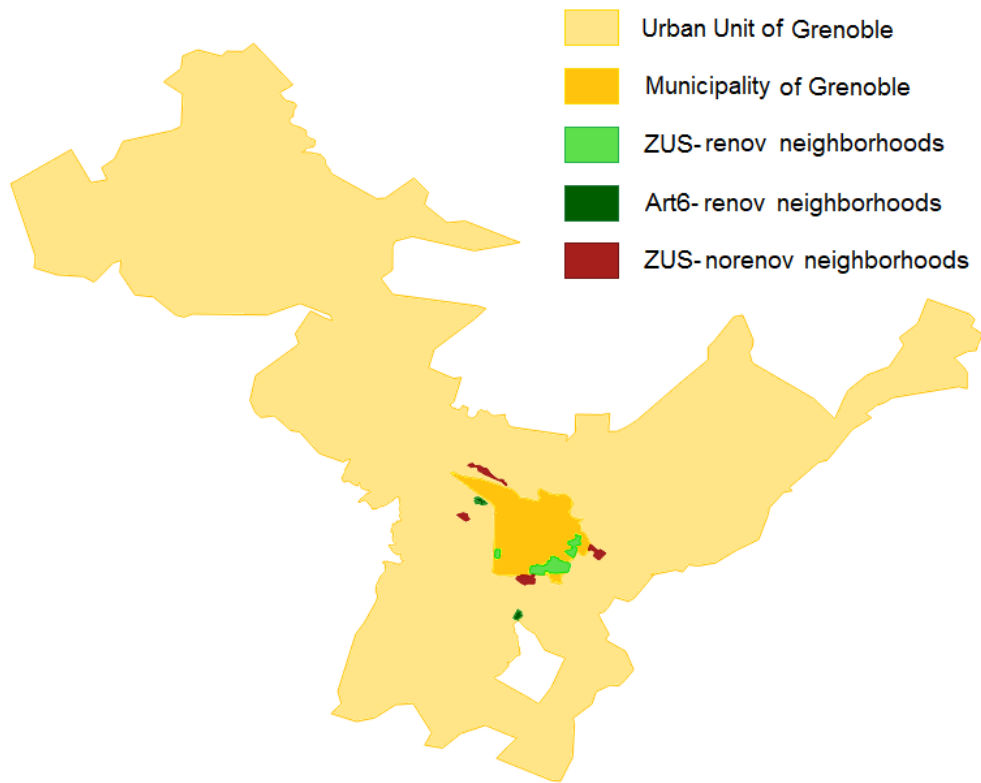 Urban Unit of Grenoble
Municipality of Grenoble
ZUS-renov neighborhoods
Art6-renov neighborhoods
ZUS-norenov neighborhoods